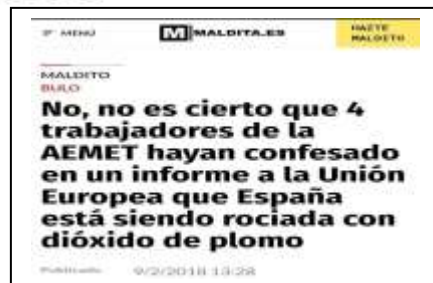 MENÚ
M MALDITA.ES
HAZTE
MALDITO
MALDITO
BULO
No, no es cierto que 4
trabajadores de la
AEMET hayan confesado
en un informe a la Unión
Europea que España
está siendo rociada con
dióxido de plomo
Publicado 9/2/2018 13:28